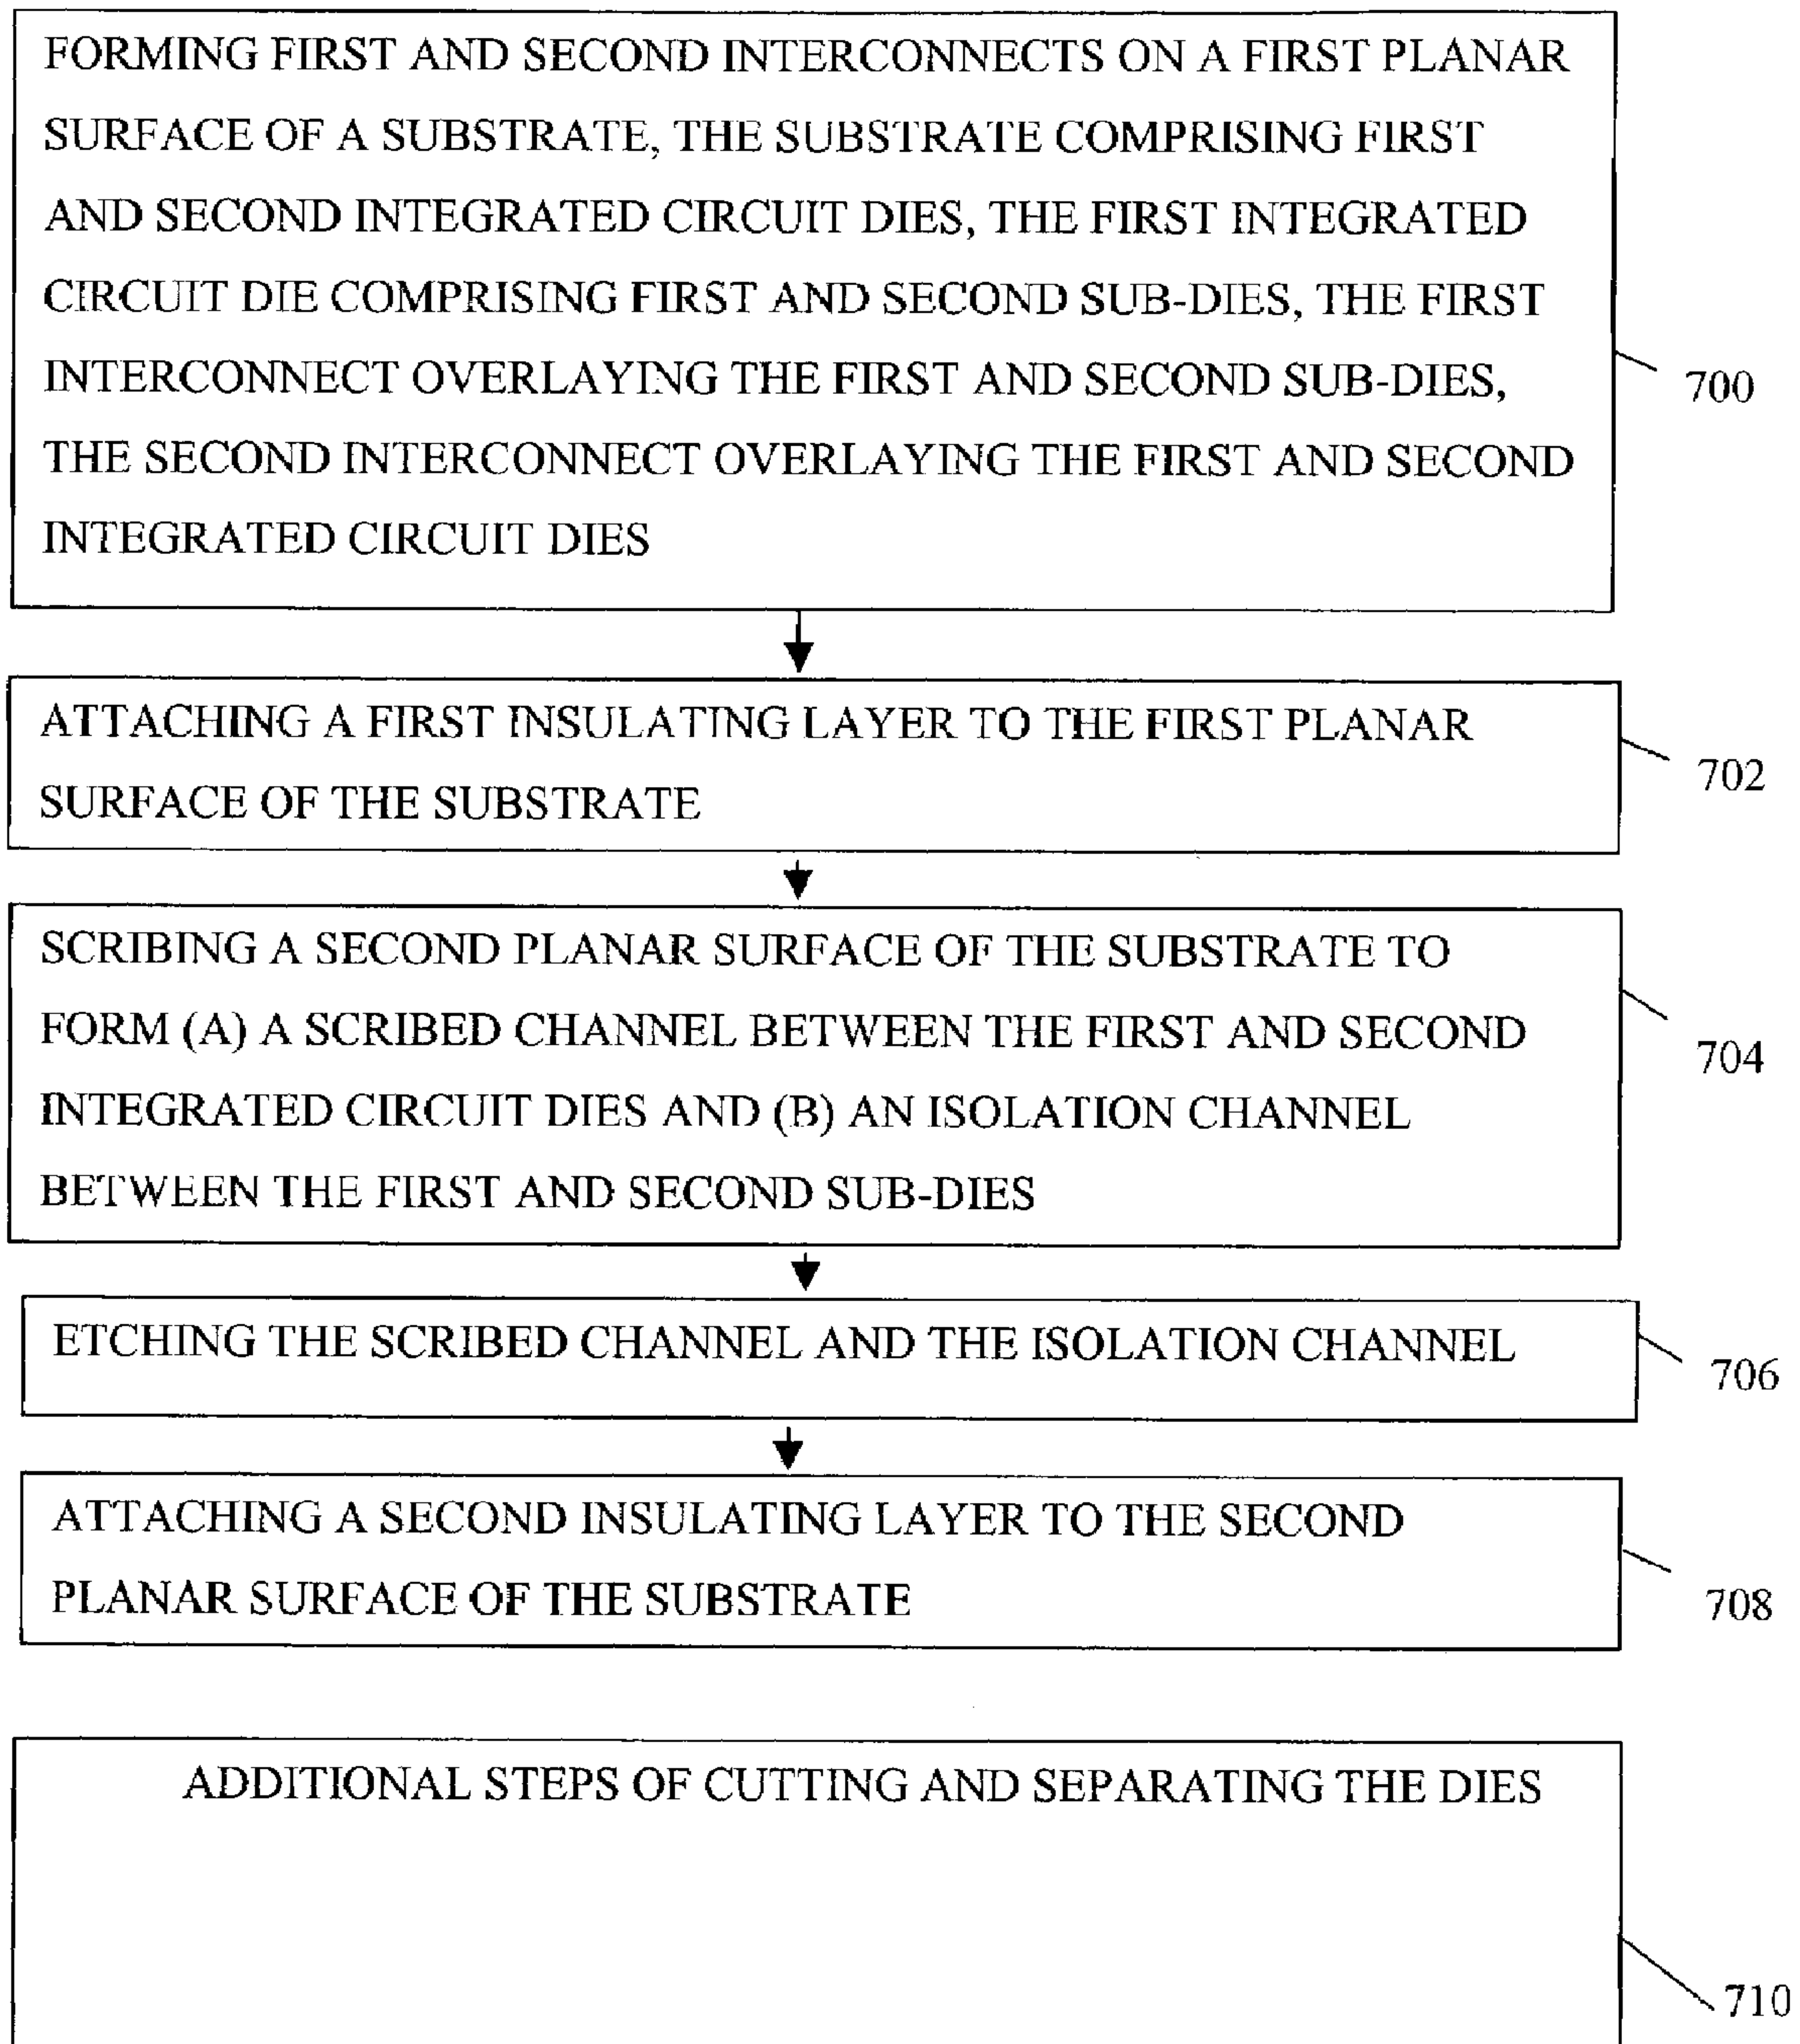 FORMING FIRST AND SECOND INTERCONNECTS ON A FIRST PLANAR
SURFACE OF A SUBSTRATE, THE SUBSTRATE COMPRISING FIRST
AND SECOND INTEGRATED CIRCUIT DIES, THE FIRST INTEGRATED
CIRCUIT DIE COMPRISING FIRST AND SECOND SUB-DIES, THE FIRST
INTERCONNECT OVERLAYING THE FIRST AND SECOND SUB-DIES,
THE SECOND INTERCONNECT OVERLAYING THE FIRST AND SECOND
INTEGRATED CIRCUIT DIES
700
ATTACHING A FIRST INSULATING LAYER TO THE FIRST PLANAR
SURFACE OF THE SUBSTRATE
702
SCRIBING A SECOND PLANAR SURFACE OF THE SUBSTRATE TO
FORM (A) A SCRIBED CHANNEL BETWEEN THE FIRST AND SECOND
INTEGRATED CIRCUIT DIES AND (B) AN ISOLATION CHANNEL
BETWEEN THE FIRST AND SECOND SUB-DIES
704
ETCHING THE SCRIBED CHANNEL AND THE ISOLATION CHANNEL
706
ATTACHING A SECOND INSULATING LAYER TO THE SECOND
PLANAR SURFACE OF THE SUBSTRATE
708
ADDITIONAL STEPS OF CUTTING AND SEPARATING THE DIES
710